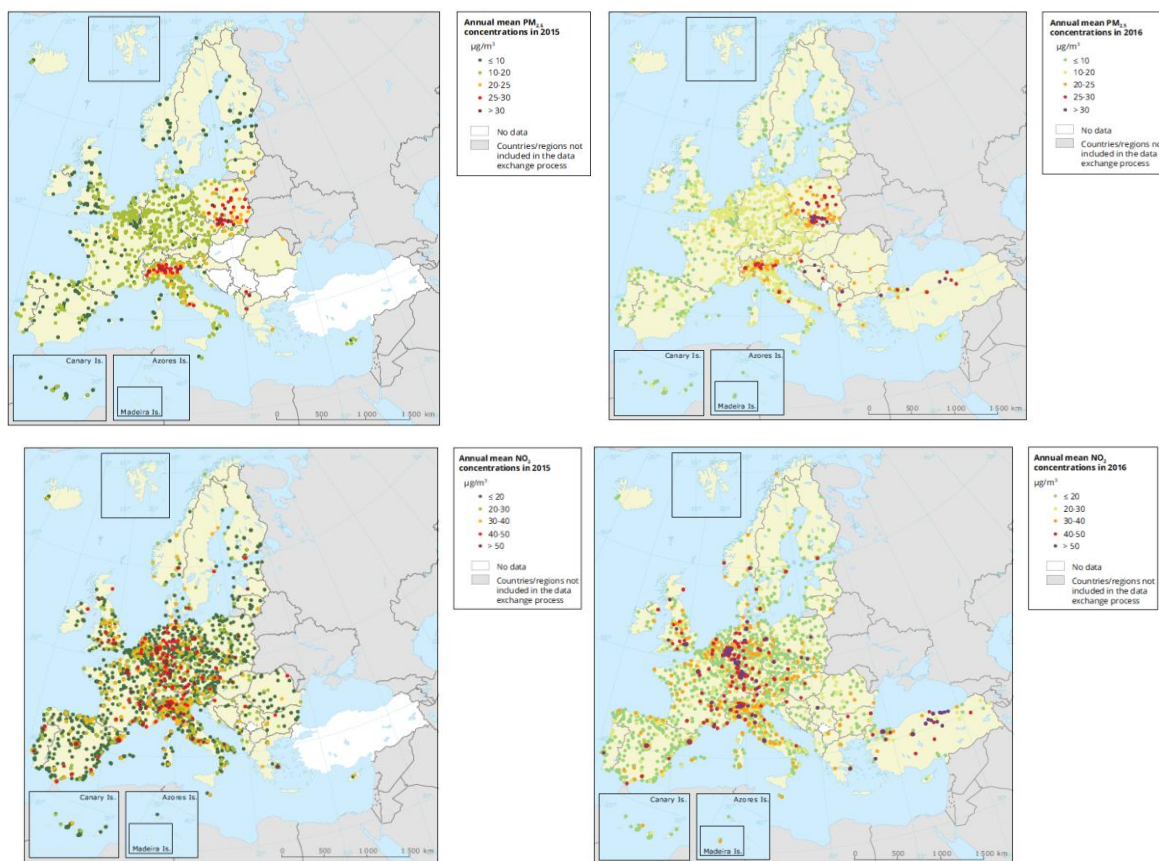 Annual mean PM₂.₅
concentrations in 2015
µg/m³
≤ 10
10-20
20-25
25-30
> 30
No data
Countries/regions not
included in the data
exchange process
Canary Is.
Azores Is.
Madeira Is.
0 500 1 000 1 500 km
Annual mean PM₂.₅
concentrations in 2016
µg/m³
≤ 10
10-20
20-25
25-30
> 30
No data
Countries/regions not
included in the data
exchange process
Canary Is.
Azores Is.
Madeira Is.
0 500 1 000 1 500 km
Annual mean NO₂
concentrations in 2015
µg/m³
≤ 20
20-30
30-40
40-50
> 50
No data
Countries/regions not
included in the data
exchange process
Canary Is.
Azores Is.
Madeira Is.
0 500 1 000 1 500 km
Annual mean NO₂
concentrations in 2016
µg/m³
≤ 20
20-30
30-40
40-50
> 50
No data
Countries/regions not
included in the data
exchange process
Canary Is.
Azores Is.
Madeira Is.
0 500 1 000 1 500 km